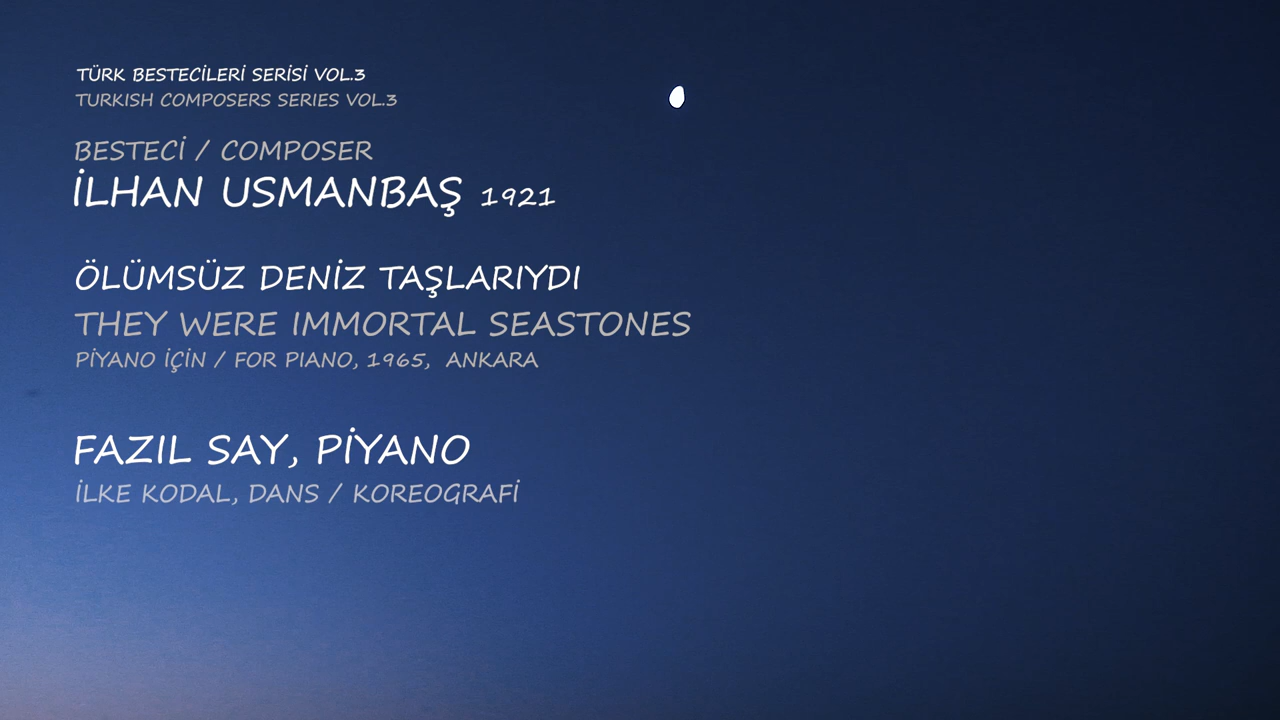 TÜRK BESTECİLERİ SERİSİ VOL.3
TURKISH COMPOSERS SERIES VOL.3
BESTECİ / COMPOSER
İLHAN USMANBAŞ 1921
ÖLÜMSÜZ DENİZ TAŞLARIYDI
THEY WERE IMMORTAL SEASTONES
PİYANO İÇİN / FOR PIANO, 1965, ANKARA
FAZIL SAY, PİYANO
İLKE KODAL, DANS / KOREOGRAFİ